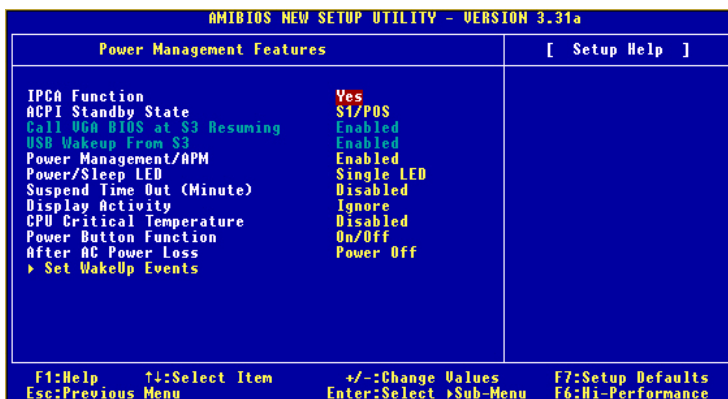 AMIBIOS NEW SETUP UTILITY - VERSION 3.31a
Power Management Features
[ Setup Help ]
IPCA Function Yes
ACPI Standby State S1/POS
Call VGA BIOS at S3 Resuming Enabled
USB Wakeup From S3 Enabled
Power Management/APM Enabled
Power/Sleep LED Single LED
Suspend Time Out (Minute) Disabled
Display Activity Ignore
CPU Critical Temperature Disabled
Power Button Function On/Off
After AC Power Loss Power Off
▸ Set WakeUp Events
F1:Help ↑↓:Select Item +/-:Change Values F7:Setup Defaults
Esc:Previous Menu Enter:Select ▸Sub-Menu F6:Hi-Performance